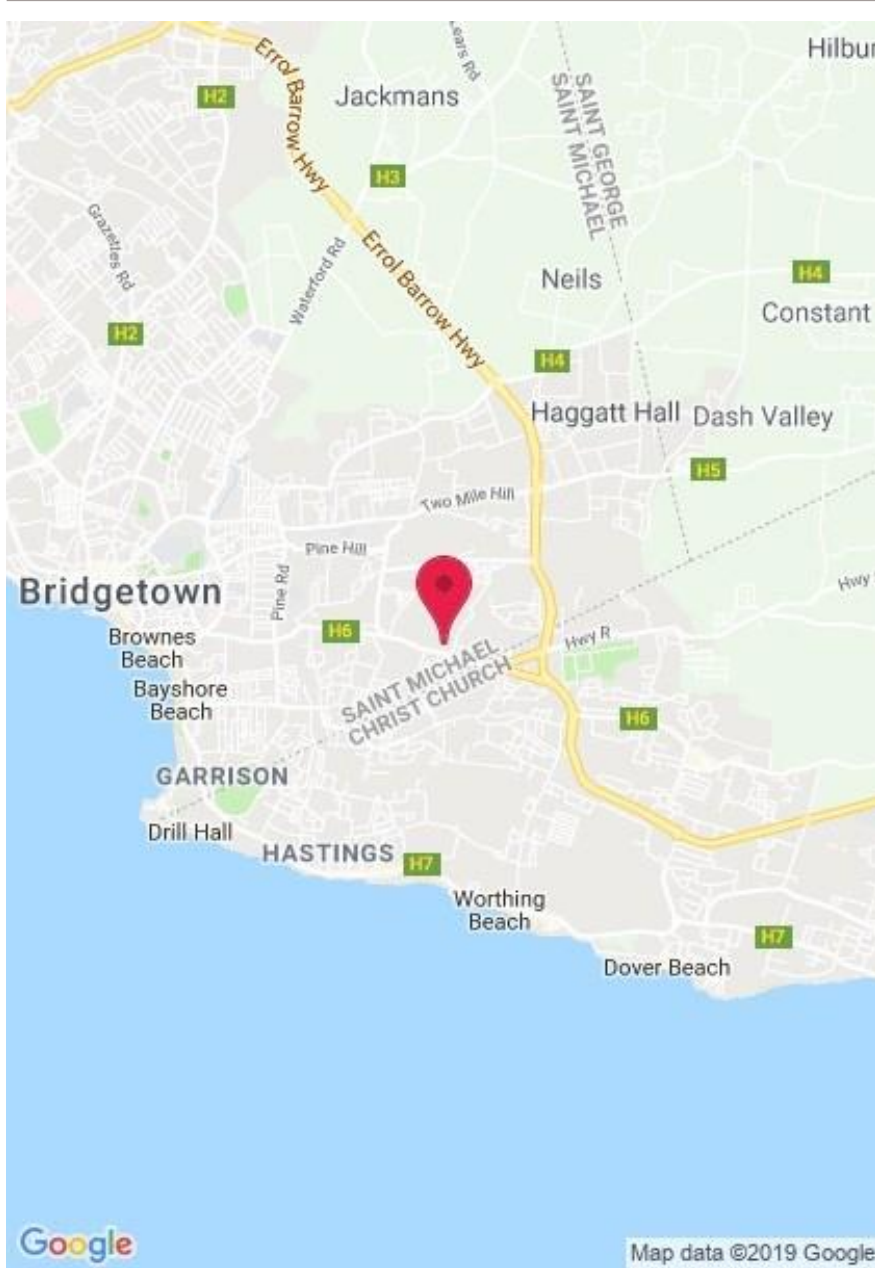 Errol Barrow Hwy
Lears Rd
Hilbur
H2
Jackmans
SAINT GEORGE
SAINT MICHAEL
H3
Grazettes Rd
Waterford Rd
Errol Barrow Hwy
Neils
H4
Constant
H2
H4
Haggatt Hall
Dash Valley
H5
Two Mile Hill
Pine Hill
Pine Rd
Bridgetown
Hwy
H6
Hwy R
Brownes
Beach
SAINT MICHAEL
CHRIST CHURCH
Bayshore
Beach
H6
GARRISON
Drill Hall
HASTINGS
H7
Worthing
Beach
H7
Dover Beach
Google
Map data ©2019 Google